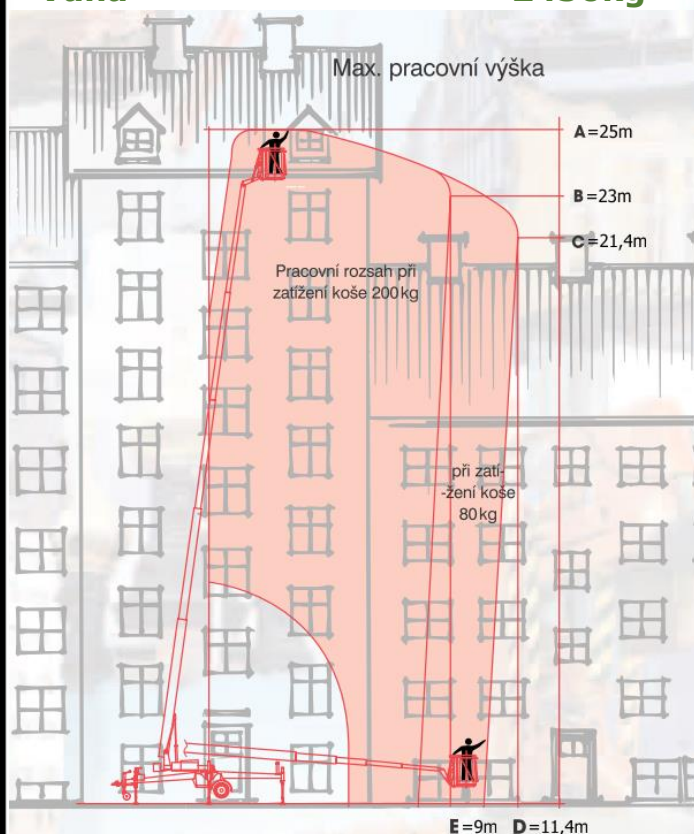 Max. pracovní výška
A=25m
B=23m
C=21,4m
Pracovní rozsah při
zatížení koše 200kg
při zatí-
-žení koše
80kg
E=9m D=11,4m